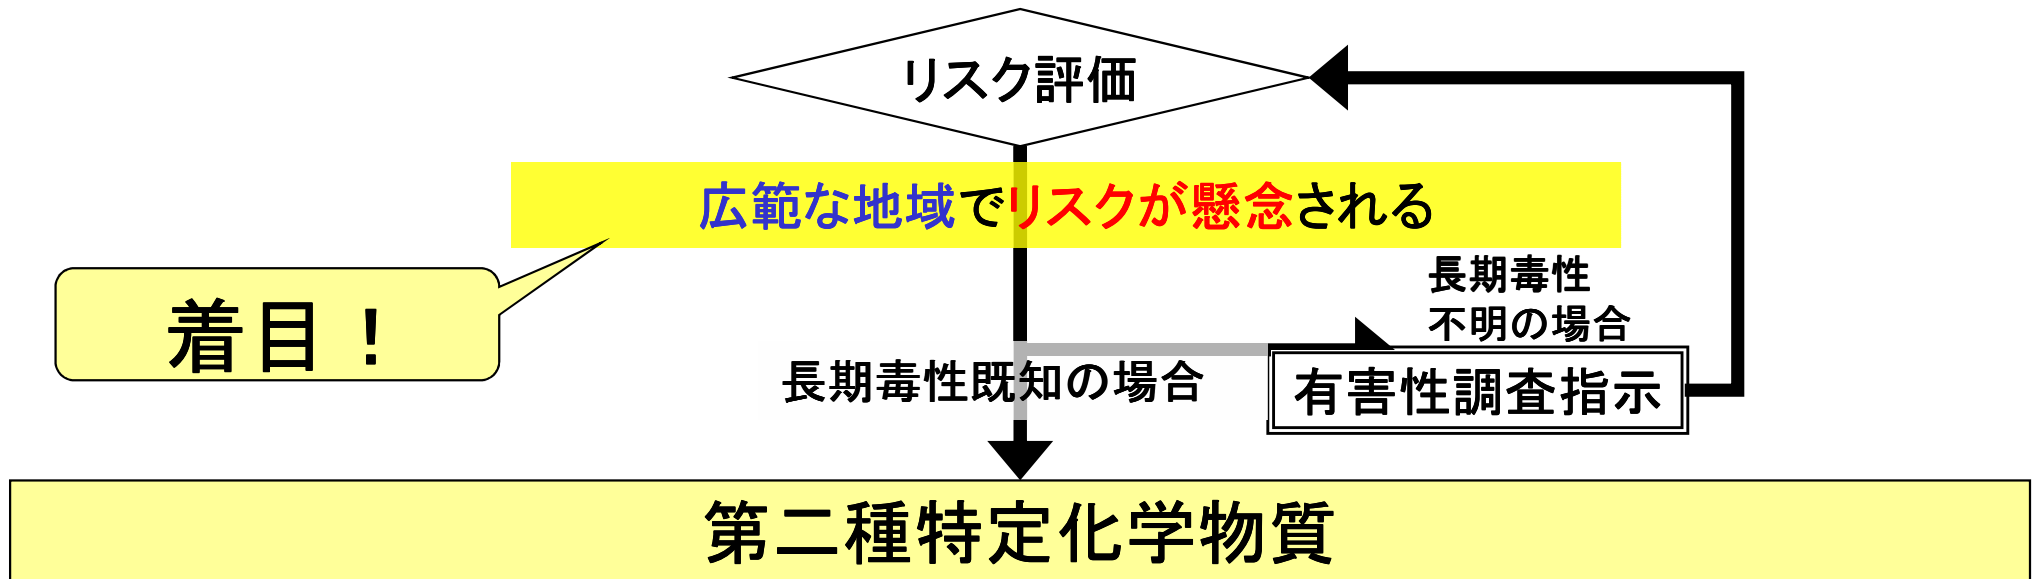 リスク評価
広範な地域でリスクが懸念される
着目！
長期毒性
不明の場合
長期毒性既知の場合
有害性調査指示
第二種特定化学物質